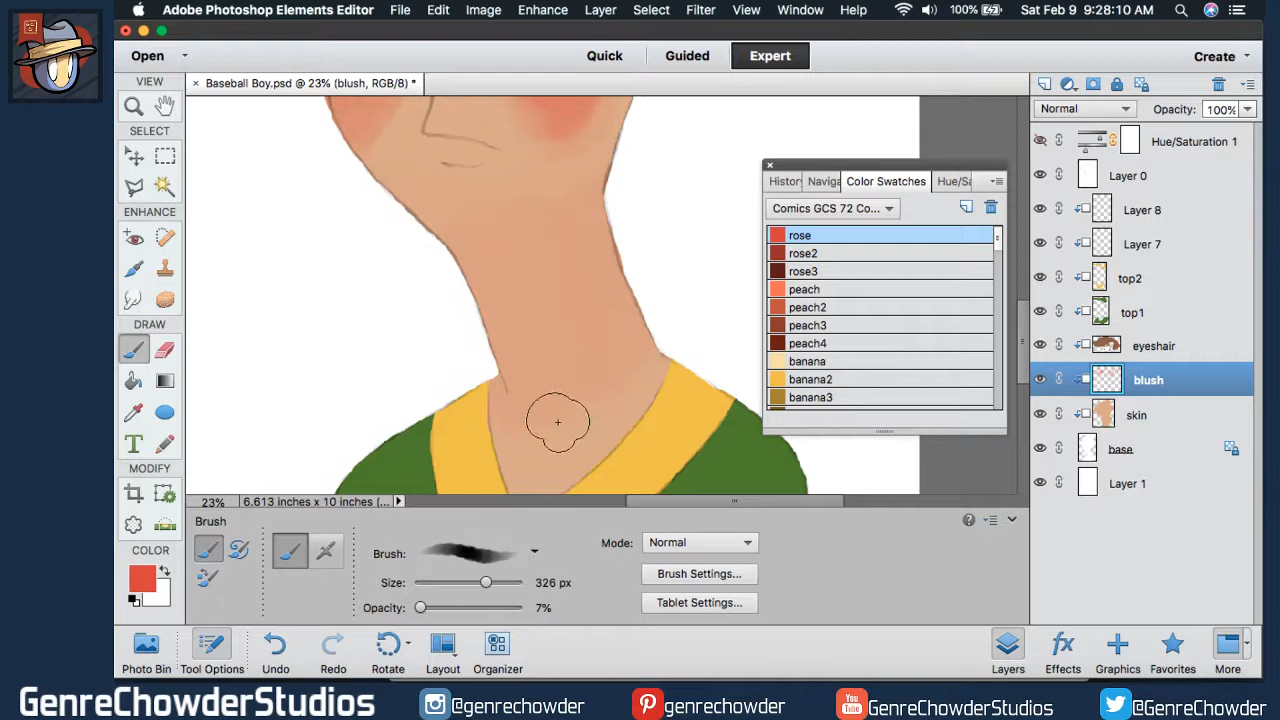 Adobe Photoshop Elements Editor File Edit Image Enhance Layer Select Filter View Window Help 100% Sat Feb 9 9:28:10 AM
Open Quick Guided Expert Create
VIEW
Baseball Boy.psd @ 23% (blush, RGB/8) *
SELECT
ENHANCE
DRAW
T
MODIFY
COLOR
Normal Opacity: 100%
Hue/Saturation 1
Layer 0
Layer 8
Layer 7
top2
top1
eyeshair
blush
skin
base
Layer 1
History Naviga Color Swatches Hue/Sa
Comics GCS 72 Co...
rose
rose2
rose3
peach
peach2
peach3
peach4
banana
banana2
banana3
23% 6.613 inches x 10 inches (...
Brush
Brush:
Size: 326 px
Opacity: 7%
Mode: Normal
Brush Settings...
Tablet Settings...
Photo Bin Tool Options Undo Redo Rotate Layout Organizer Layers fx Effects Graphics Favorites More
GenreChowderStudios @genrechowder genrechowder You Tube GenreChowderStudios @GenreChowder